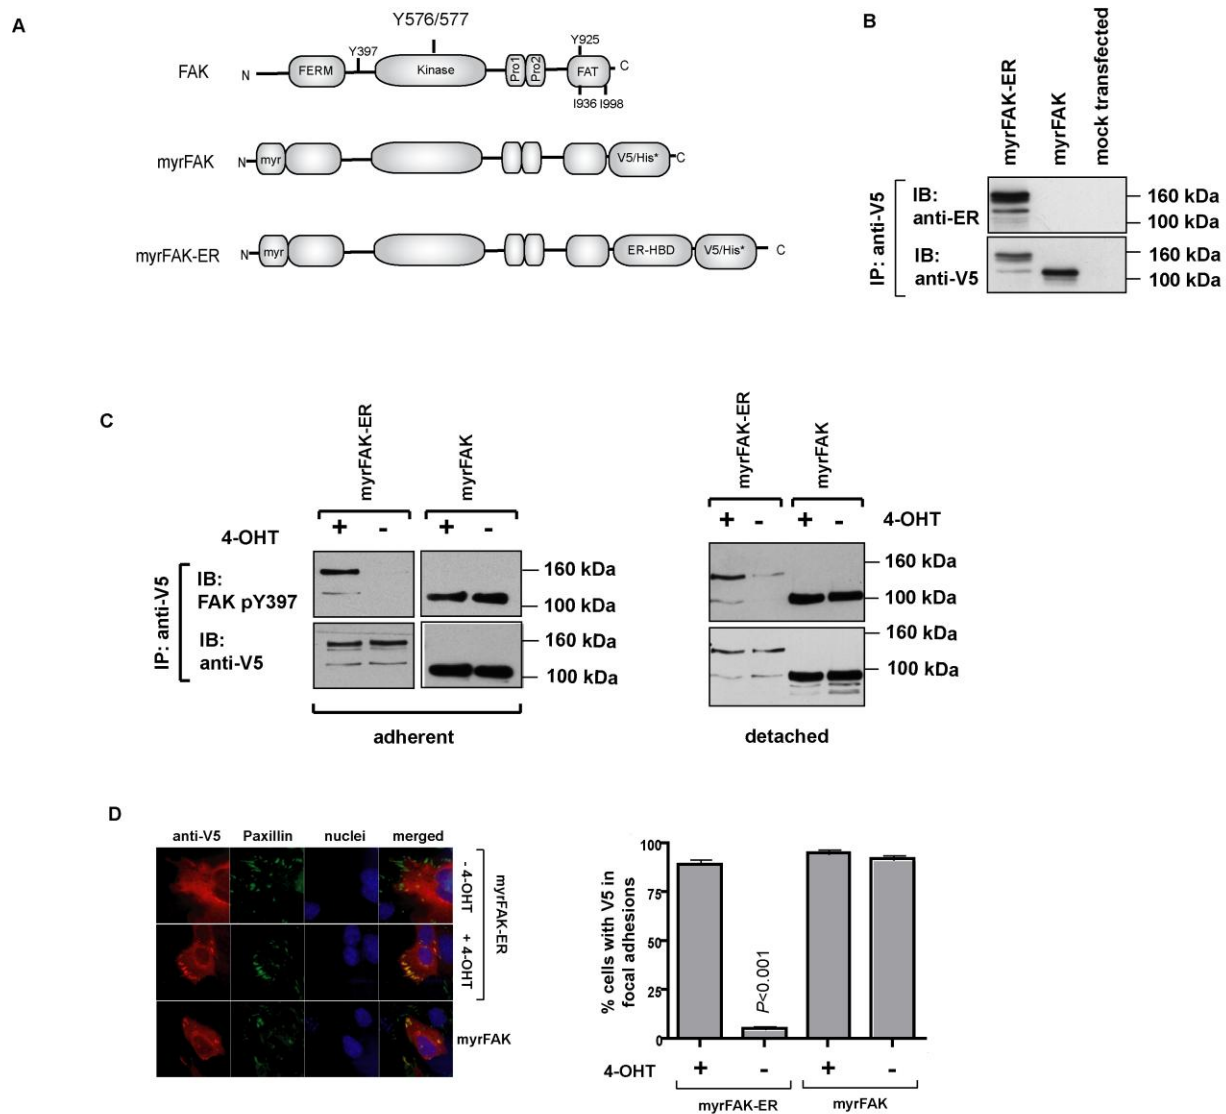 A
Y576/577
Y397
Y925
FAK
N
FERM
Kinase
Pro1
Pro2
FAT
C
I936 I998
myrFAK
N
myr
V5/His*
C
myrFAK-ER
N
myr
ER-HBD
V5/His*
C
B
myrFAK-ER
myrFAK
mock transfected
IP: anti-V5
IB:
anti-ER
160 kDa
100 kDa
IB:
anti-V5
160 kDa
100 kDa
C
myrFAK-ER
myrFAK
4-OHT
+ - + -
IP: anti-V5
IB:
FAK pY397
160 kDa
100 kDa
IB:
anti-V5
160 kDa
100 kDa
adherent
myrFAK-ER
myrFAK
+ - + - 4-OHT
160 kDa
100 kDa
160 kDa
100 kDa
detached
D
anti-V5 Paxillin nuclei merged
- 4-OHT
+ 4-OHT
myrFAK-ER
myrFAK
% cells with V5 in
focal adhesions
100
75
50
25
0
P<0.001
4-OHT + - + -
myrFAK-ER myrFAK